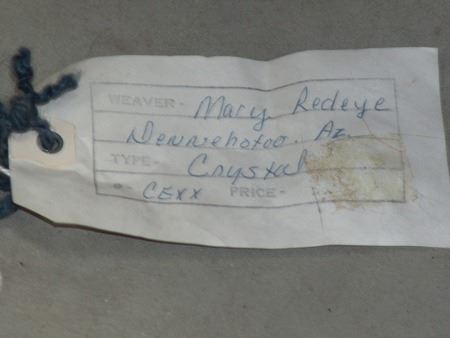 WEAVER - Mary Redeye
Dennehotso. Az.
TYPE - Crystal
CEXX PRICE -